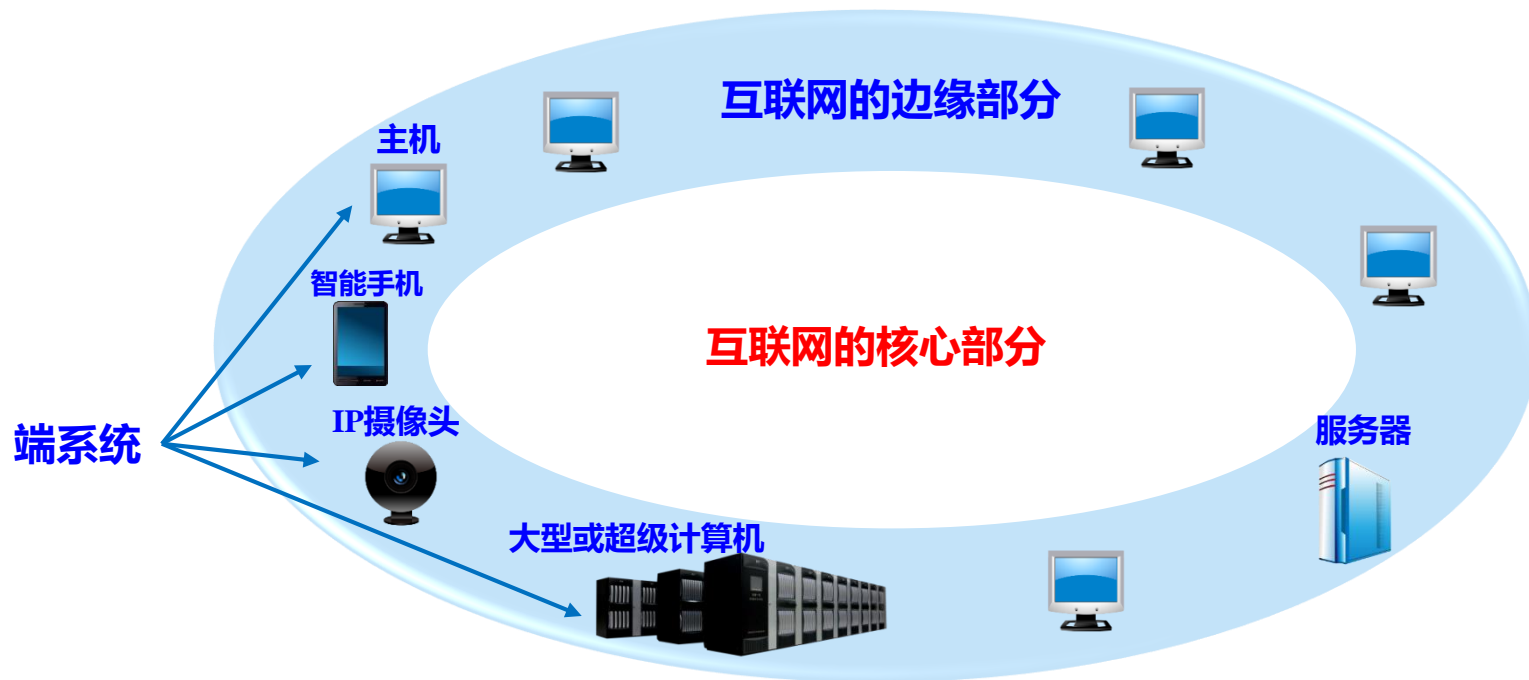 互联网的边缘部分
主机
智能手机
互联网的核心部分
IP摄像头
服务器
端系统
大型或超级计算机